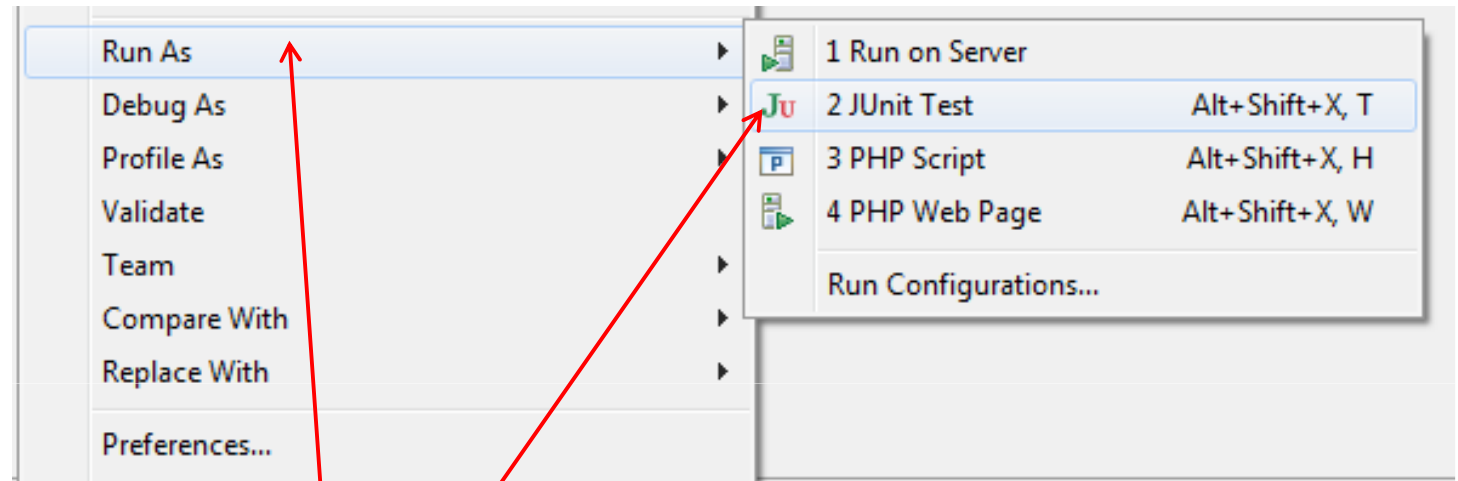 Run As
Debug As
Profile As
Validate
Team
Compare With
Replace With
Preferences...
1 Run on Server
JU 2 JUnit Test Alt+Shift+X, T
P 3 PHP Script Alt+Shift+X, H
4 PHP Web Page Alt+Shift+X, W
Run Configurations...